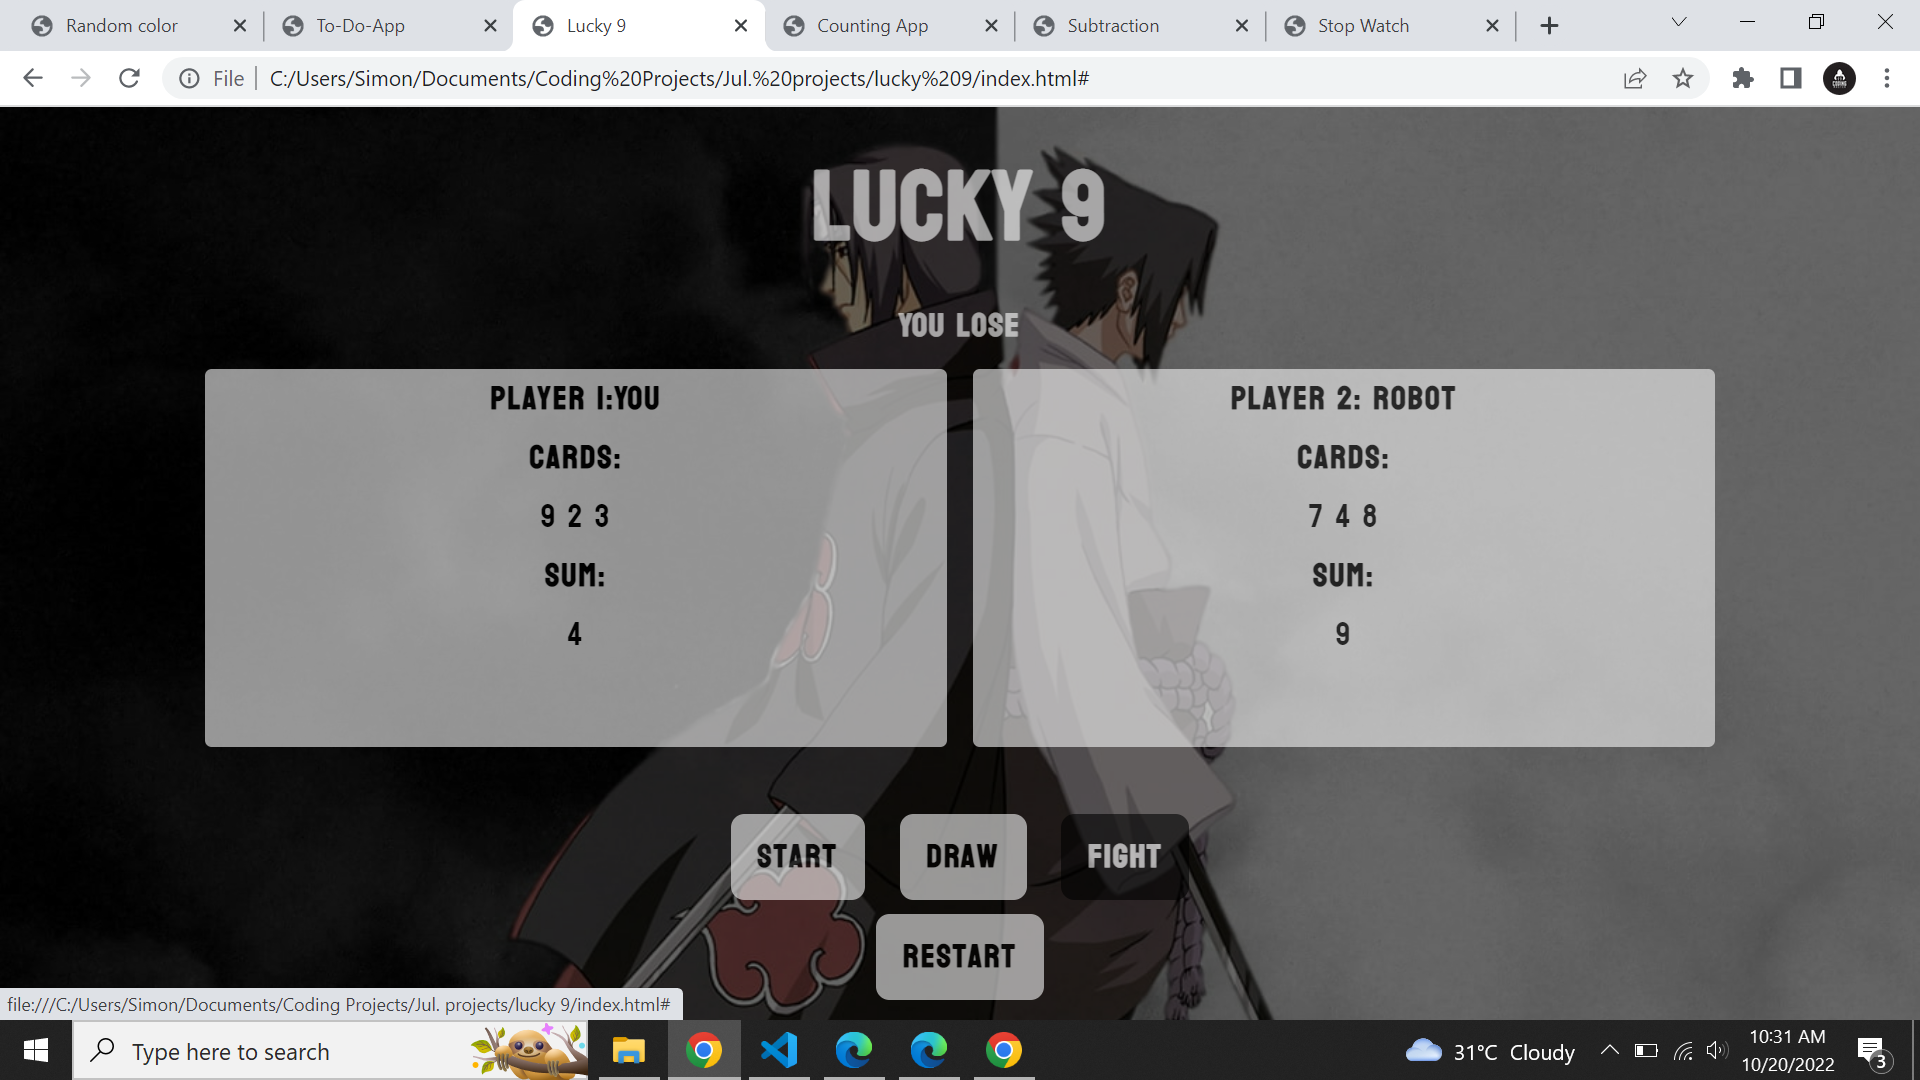 Random color To-Do-App Lucky 9 Counting App Subtraction Stop Watch
File C:/Users/Simon/Documents/Coding%20Projects/Jul.%20projects/lucky%209/index.html#
LUCKY 9
YOU LOSE
PLAYER 1:YOU
CARDS:
9 2 3
SUM:
4
PLAYER 2: ROBOT
CARDS:
7 4 8
SUM:
9
START DRAW FIGHT
RESTART
file:///C:/Users/Simon/Documents/Coding Projects/Jul. projects/lucky 9/index.html#
Type here to search
31°C Cloudy
10:31 AM
10/20/2022
3